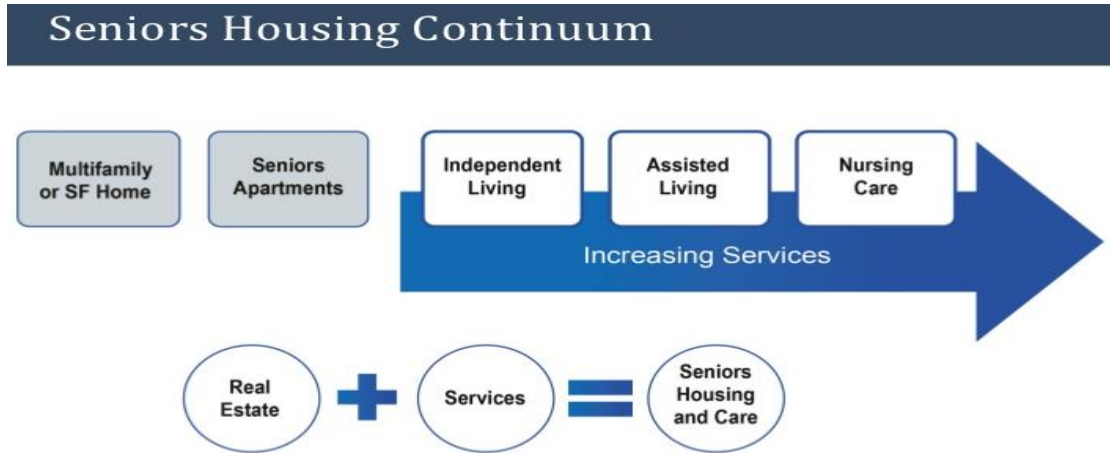 Seniors Housing Continuum
Multifamily
or SF Home
Seniors
Apartments
Independent
Living
Assisted
Living
Nursing
Care
Increasing Services
Real
Estate
Services
Seniors
Housing
and Care